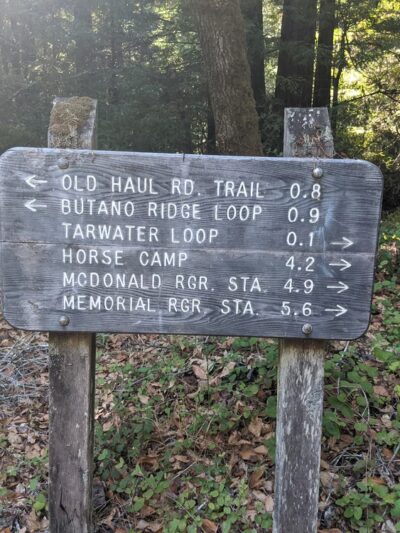 ← OLD HAUL RD. TRAIL 0.8
← BUTANO RIDGE LOOP 0.9
TARWATER LOOP 0.1 →
HORSE CAMP 4.2 →
MCDONALD RGR. STA. 4.9 →
MEMORIAL RGR. STA. 5.6 →